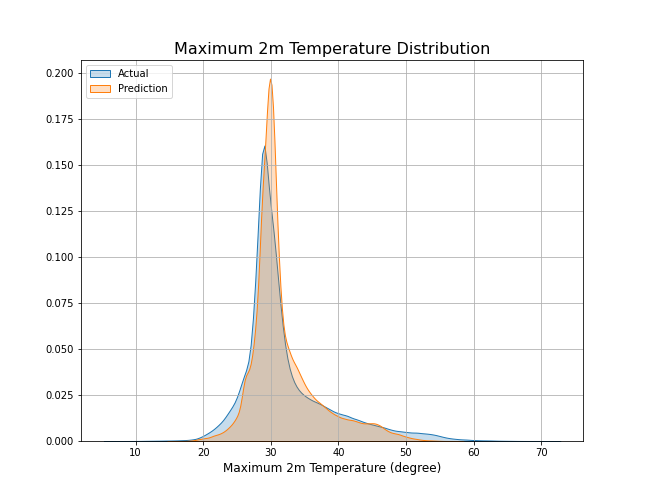 Maximum 2m Temperature Distribution
Actual
Prediction
0.200
0.175
0.150
0.125
0.100
0.075
0.050
0.025
0.000
10 20 30 40 50 60 70
Maximum 2m Temperature (degree)